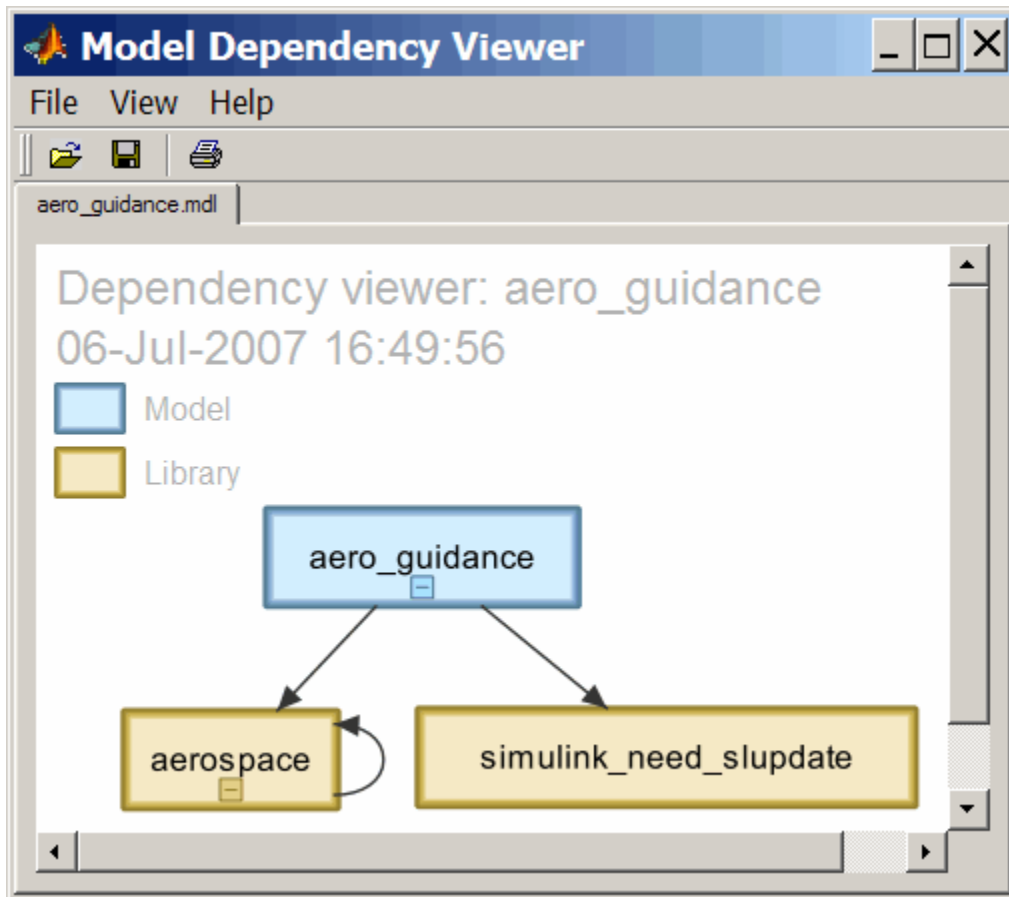 Model Dependency Viewer
File View Help
aero_guidance.mdl
Dependency viewer: aero_guidance
06-Jul-2007 16:49:56
Model
Library
aero_guidance
aerospace
simulink_need_slupdate